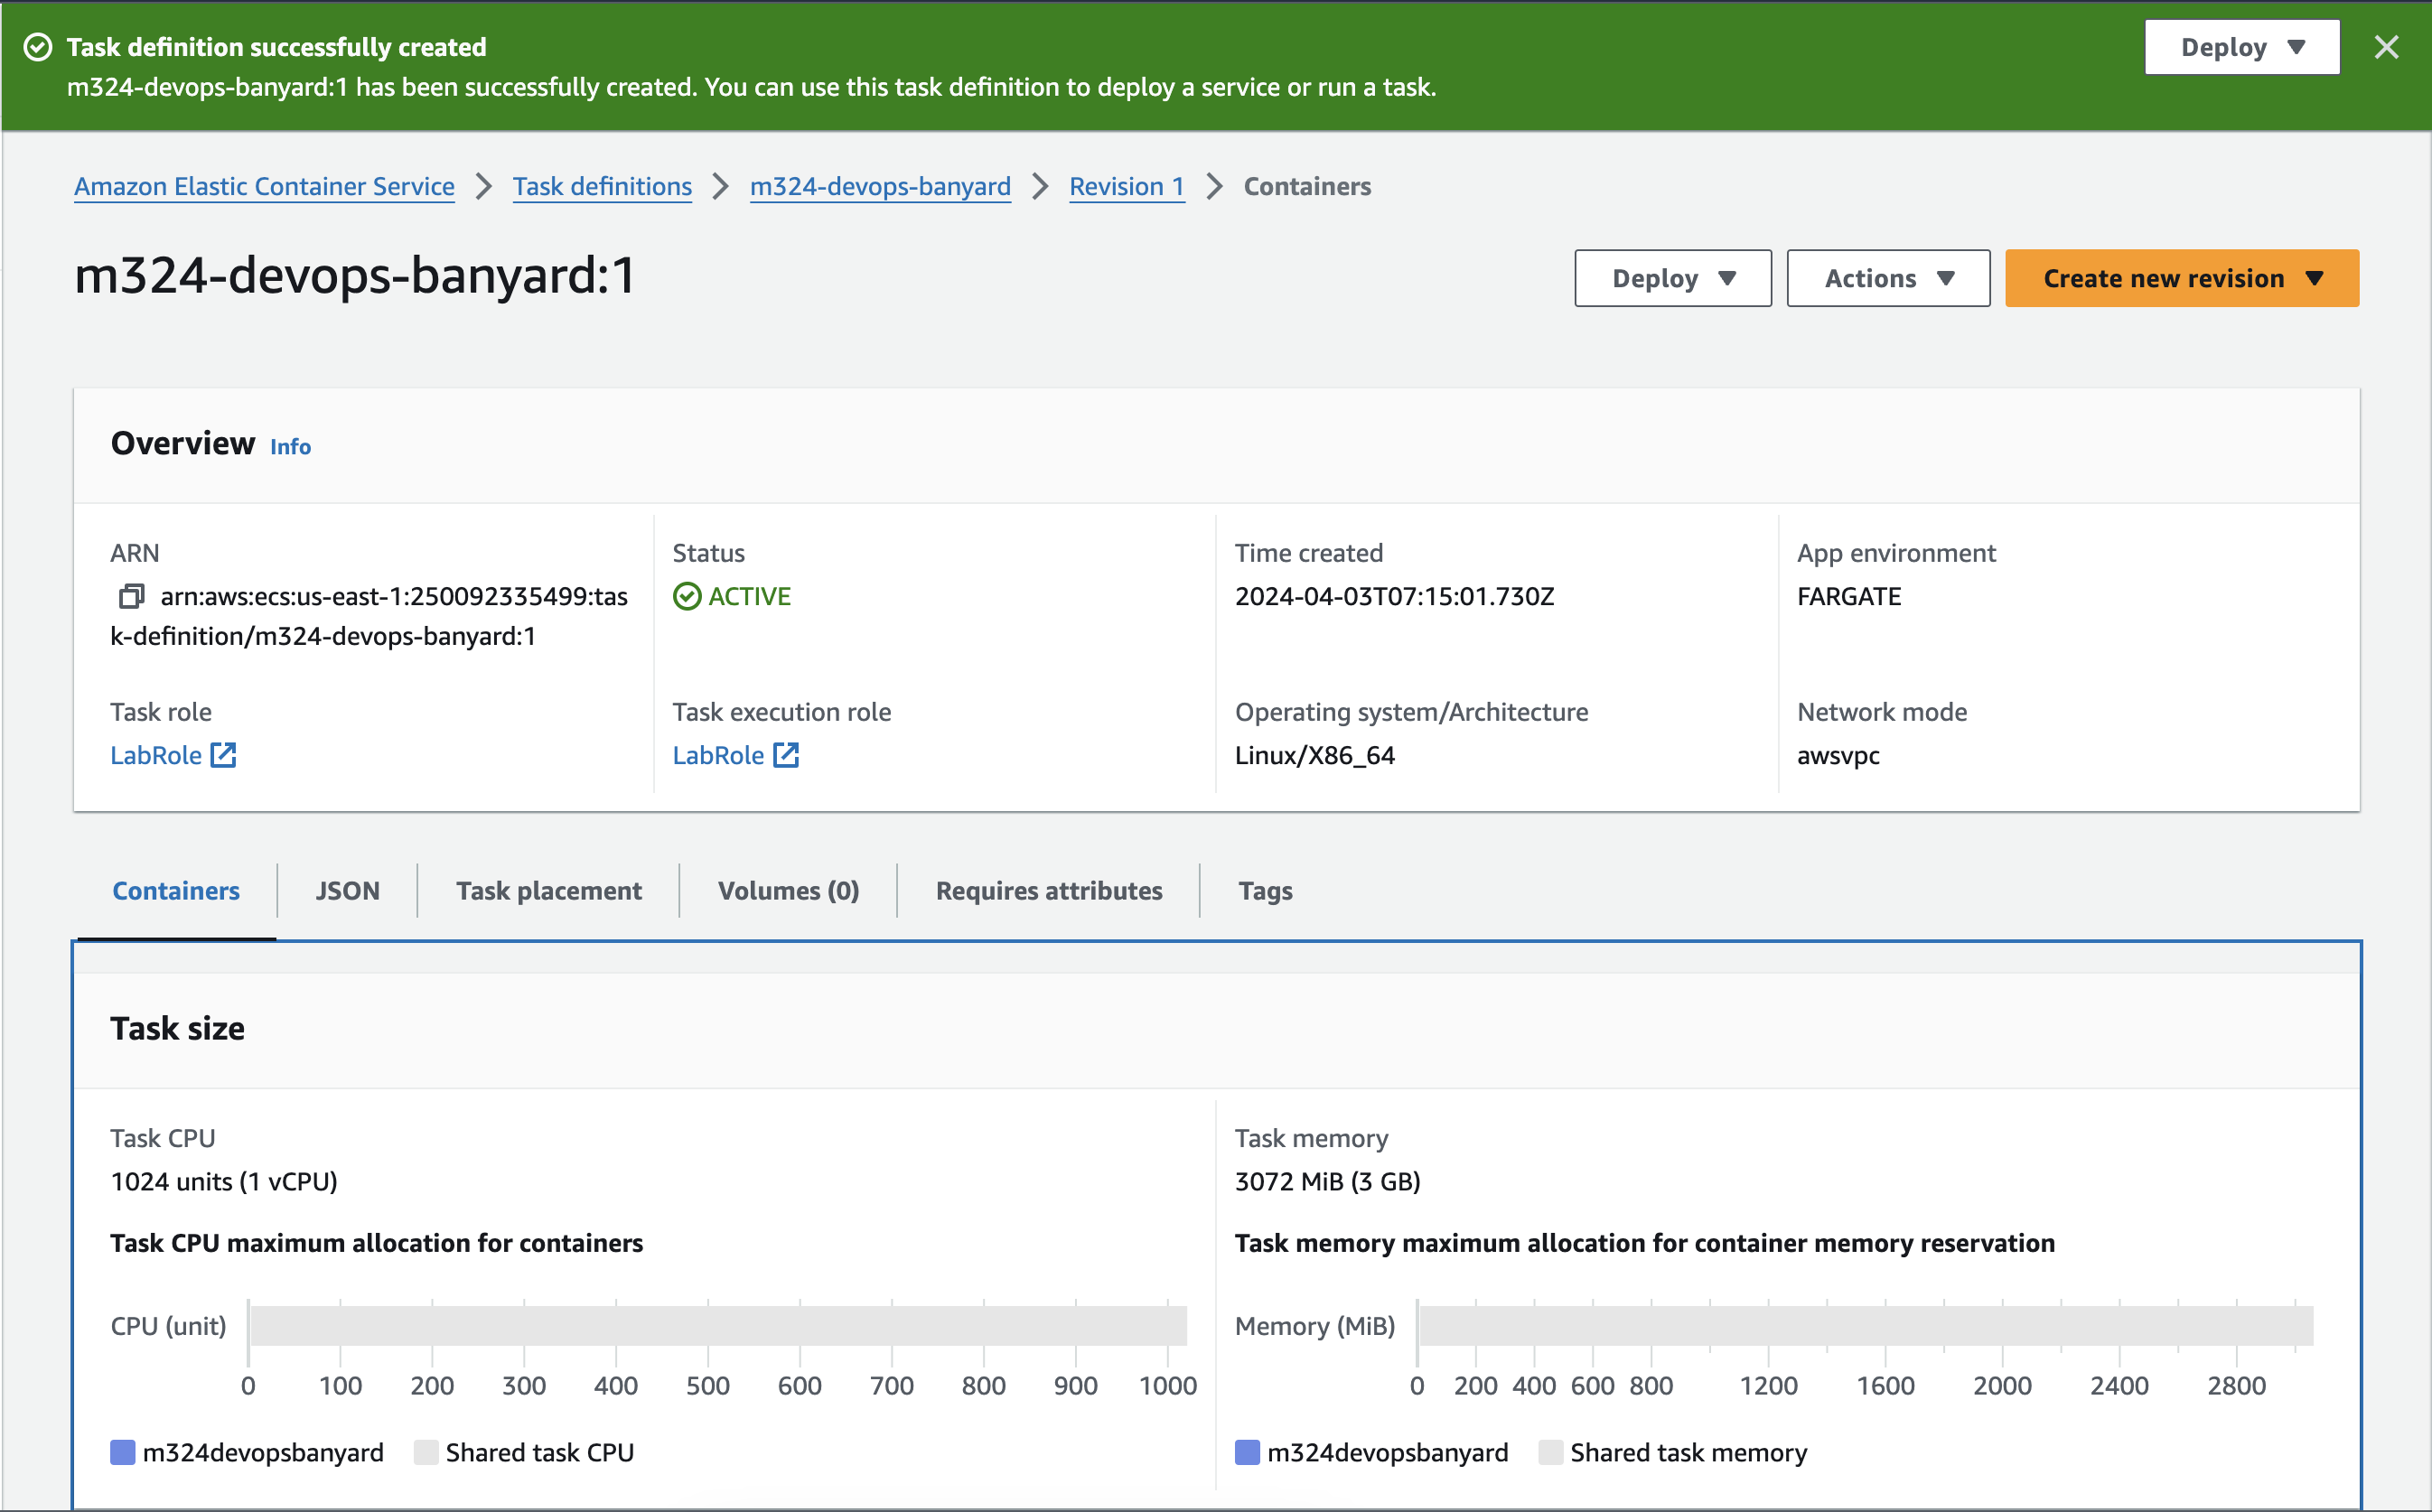 Task definition successfully created
Deploy
m324-devops-banyard:1 has been successfully created. You can use this task definition to deploy a service or run a task.
Amazon Elastic Container Service > Task definitions > m324-devops-banyard > Revision 1 > Containers
m324-devops-banyard:1
Deploy Actions Create new revision
Overview Info
ARN
arn:aws:ecs:us-east-1:250092335499:tas
k-definition/m324-devops-banyard:1
Status
ACTIVE
Time created
2024-04-03T07:15:01.730Z
App environment
FARGATE
Task role
LabRole
Task execution role
LabRole
Operating system/Architecture
Linux/X86_64
Network mode
awsvpc
Containers JSON Task placement Volumes (0) Requires attributes Tags
Task size
Task CPU
1024 units (1 vCPU)
Task CPU maximum allocation for containers
CPU (unit)
0 100 200 300 400 500 600 700 800 900 1000
m324devopsbanyard Shared task CPU
Task memory
3072 MiB (3 GB)
Task memory maximum allocation for container memory reservation
Memory (MiB)
0 200 400 600 800 1200 1600 2000 2400 2800
m324devopsbanyard Shared task memory